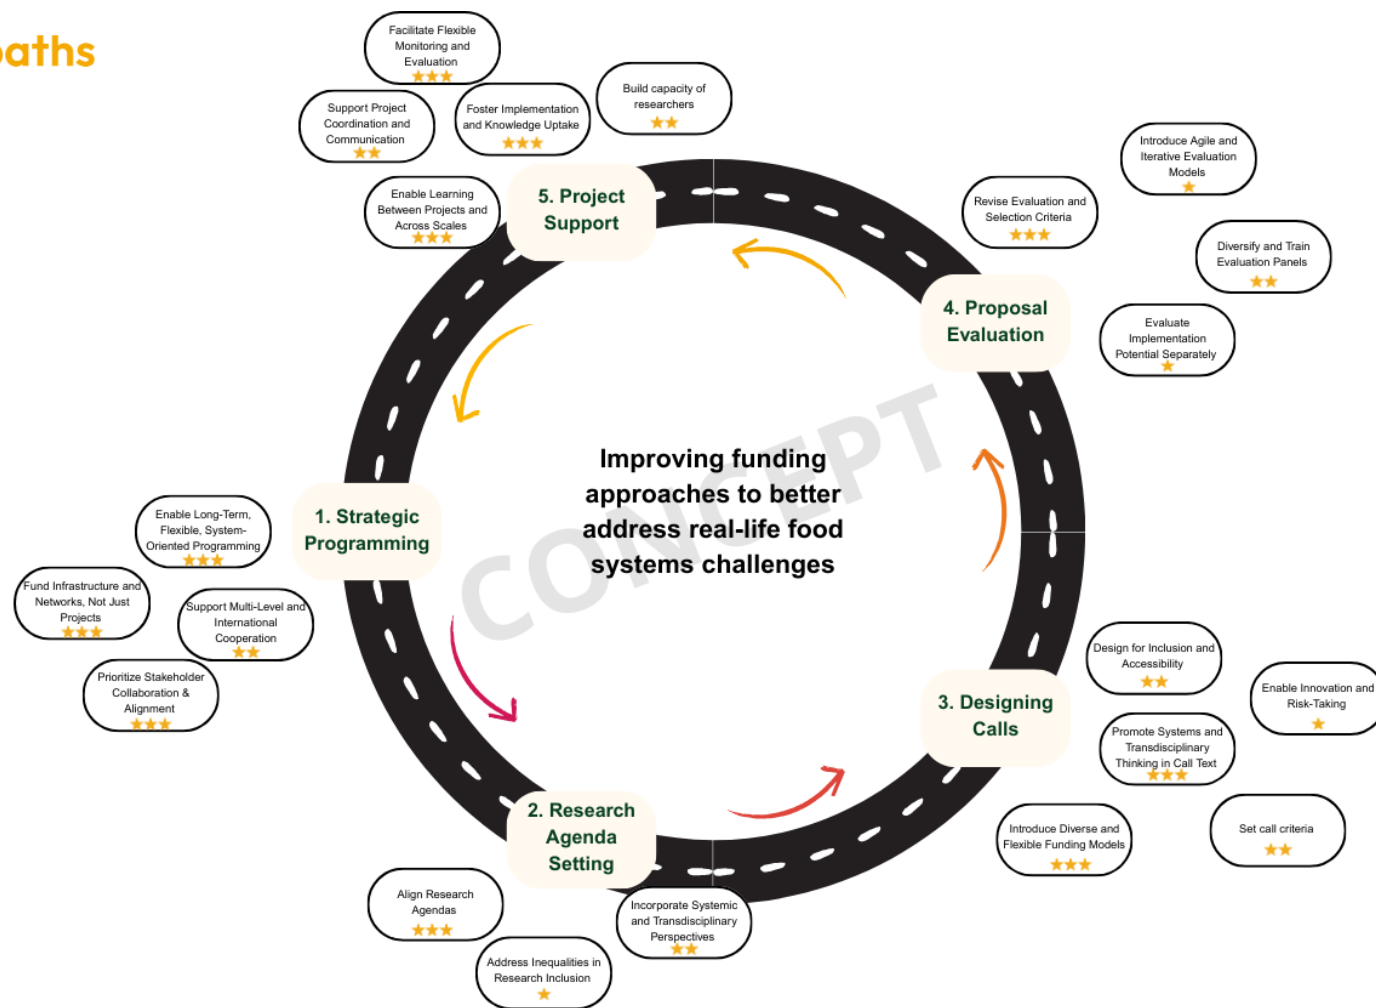 paths
Facilitate Flexible
Monitoring and
Evaluation
Support Project
Coordination and
Communication
Foster Implementation
and Knowledge Uptake
Build capacity of
researchers
Enable Learning
Between Projects and
Across Scales
5. Project
Support
Introduce Agile and
Iterative Evaluation
Models
Revise Evaluation and
Selection Criteria
Diversify and Train
Evaluation Panels
Evaluate
Implementation
Potential Separately
4. Proposal
Evaluation
CONCEPT
Improving funding
approaches to better
address real-life food
systems challenges
1. Strategic
Programming
Enable Long-Term,
Flexible, System-
Oriented Programming
Fund Infrastructure and
Networks, Not Just
Projects
Support Multi-Level and
International
Cooperation
Prioritize Stakeholder
Collaboration &
Alignment
3. Designing
Calls
Design for Inclusion and
Accessibility
Enable Innovation and
Risk-Taking
Promote Systems and
Transdisciplinary
Thinking in Call Text
Introduce Diverse and
Flexible Funding Models
Set call criteria
2. Research
Agenda
Setting
Align Research
Agendas
Incorporate Systemic
and Transdisciplinary
Perspectives
Address Inequalities in
Research Inclusion